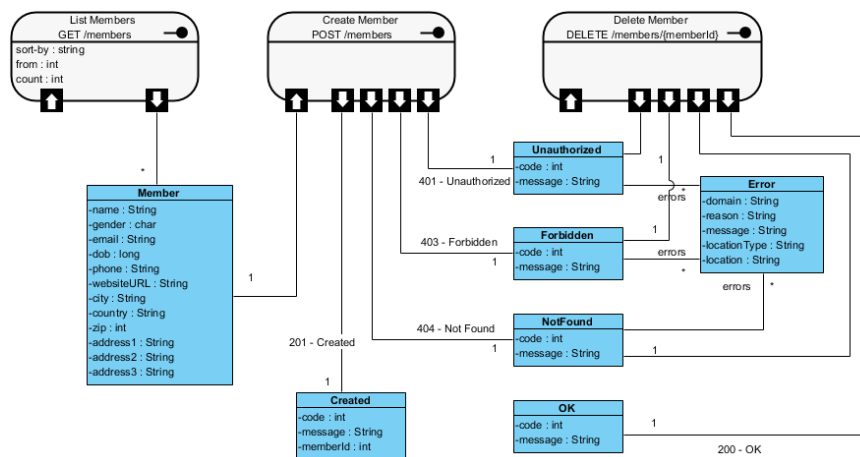 List Members
GET /members
sort-by : string
from : int
count : int
Create Member
POST /members
Delete Member
DELETE /members/{memberId}
*
Member
-name : String
-gender : char
-email : String
-dob : long
-phone : String
-websiteURL : String
-city : String
-country : String
-zip : int
-address1 : String
-address2 : String
-address3 : String
1
201 - Created
1
Created
-code : int
-message : String
-memberId : int
1
401 - Unauthorized
Unauthorized
-code : int
-message : String
1
*
errors
403 - Forbidden
1
Forbidden
-code : int
-message : String
1
errors
*
Error
-domain : String
-reason : String
-message : String
-locationType : String
-location : String
errors
*
404 - Not Found
1
NotFound
-code : int
-message : String
1
OK
-code : int
-message : String
1
200 - OK